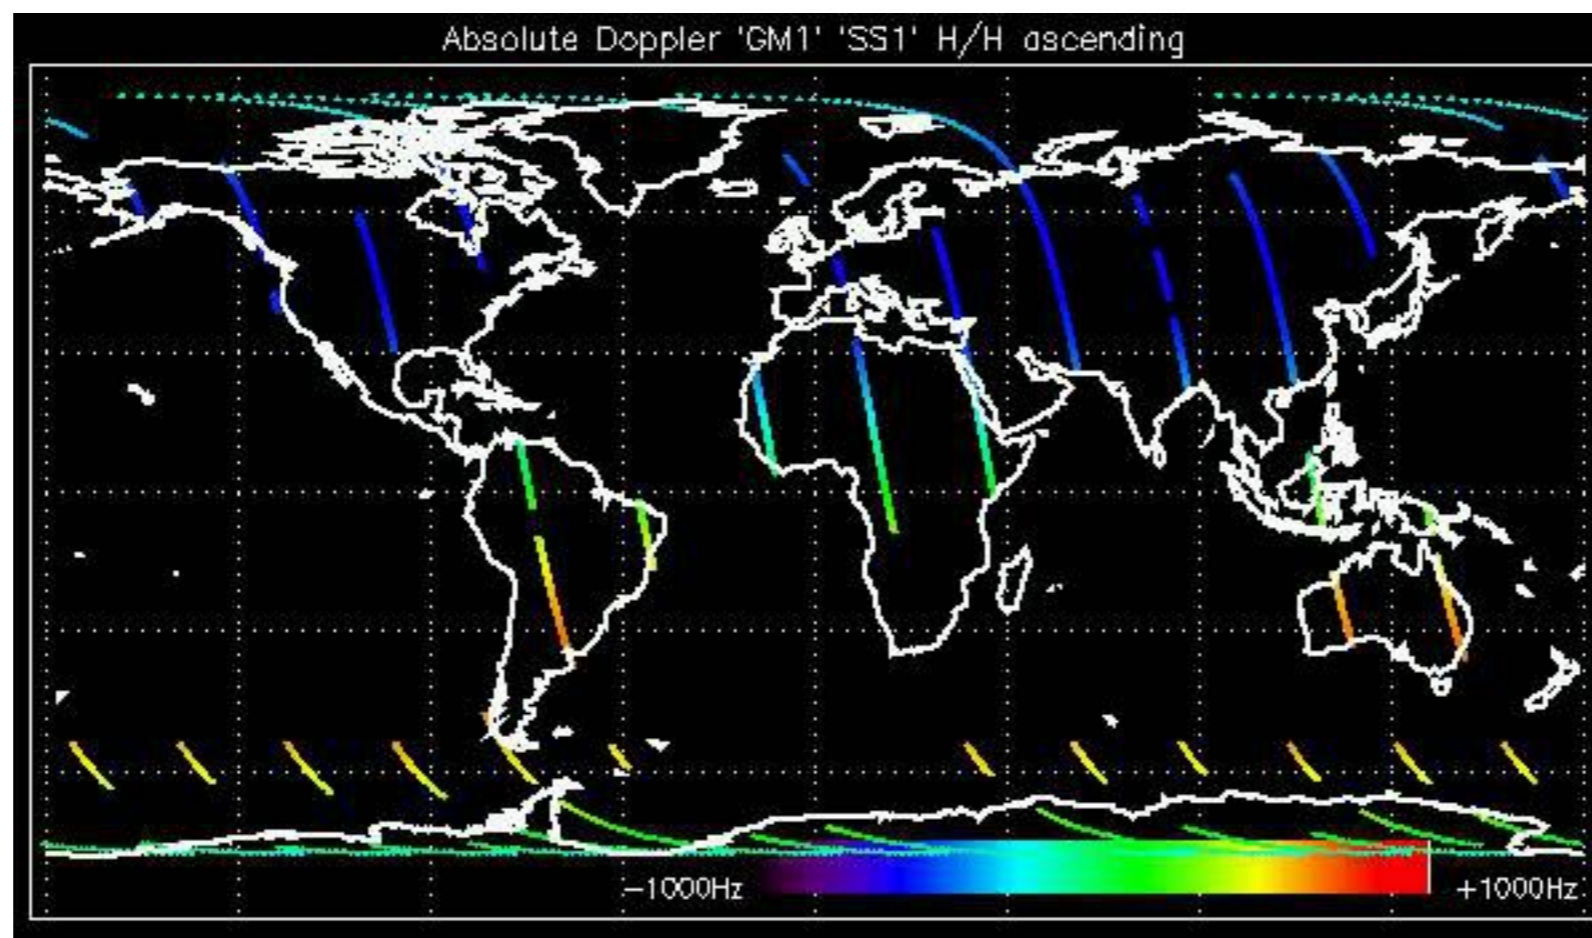 Absolute Doppler 'GM1' 'SS1' H/H ascending
−1000Hz
+1000Hz